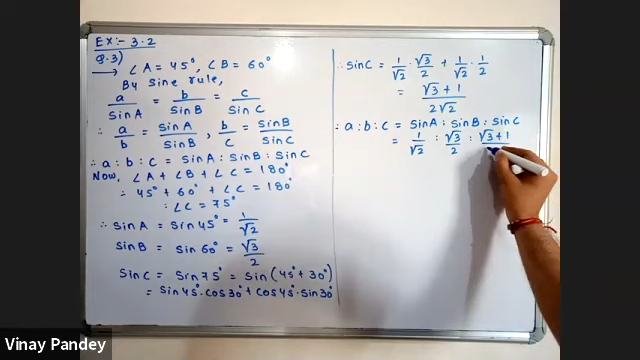 Ex:- 3.2
Q.3)
→ ∠A = 45°, ∠B = 60°
By Sine rule,
a/SinA = b/SinB = c/SinC
∴ a/b = SinA/SinB , b/c = SinB/SinC
∴ a : b : c = SinA : SinB : SinC
Now, ∠A + ∠B + ∠C = 180°
∴ 45° + 60° + ∠C = 180°
∴ ∠C = 75°
∴ SinA = Sin45° = 1/√2
SinB = Sin 60° = √3/2
SinC = Sin75° = Sin(45° + 30°)
= Sin45°·Cos30° + Cos45°·Sin30°
∴ SinC = 1/√2 · √3/2 + 1/√2 · 1/2
= √3 + 1 / 2√2
∴ a : b : c = SinA : SinB : SinC
= 1/√2 : √3/2 : √3+1
Vinay Pandey